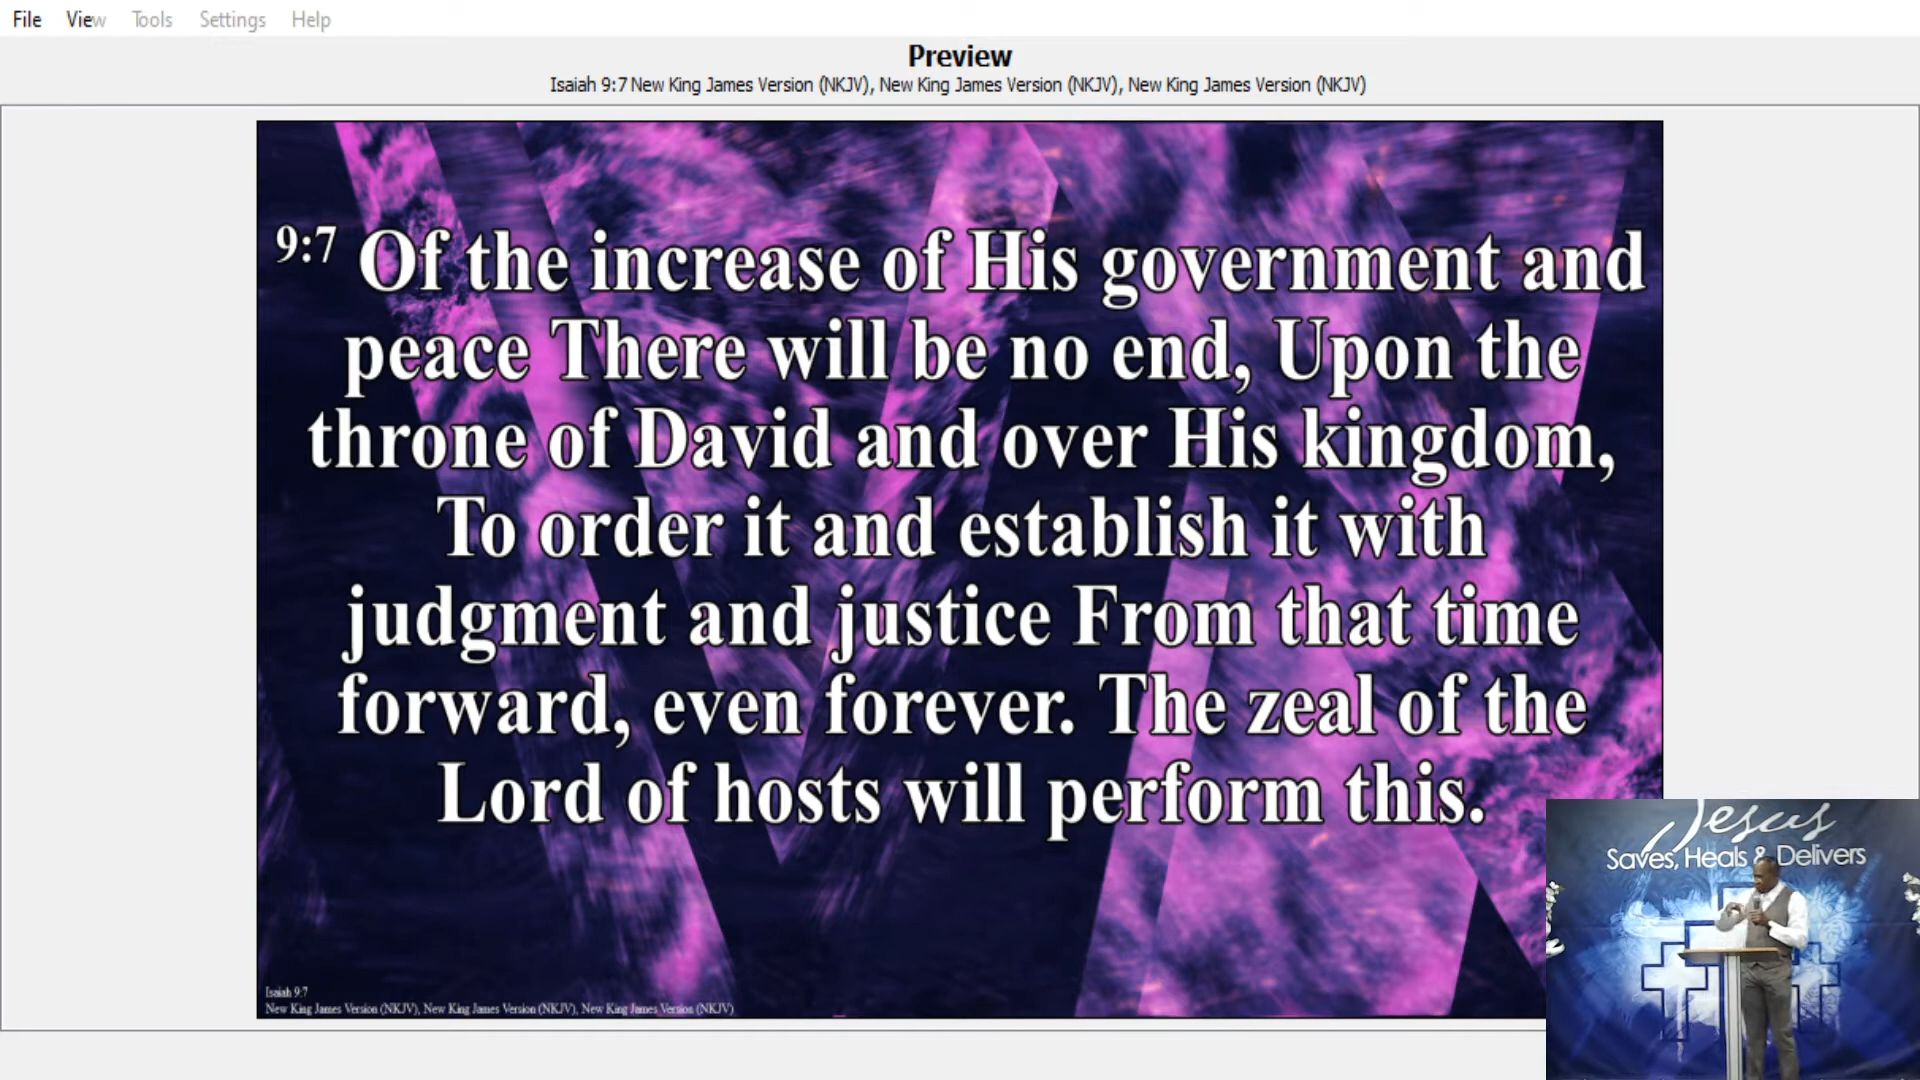 File View Tools Settings Help
Preview
Isaiah 9:7 New King James Version (NKJV), New King James Version (NKJV), New King James Version (NKJV)
9:7 Of the increase of His government and
peace There will be no end, Upon the
throne of David and over His kingdom,
To order it and establish it with
judgment and justice From that time
forward, even forever. The zeal of the
Lord of hosts will perform this.
Isaiah 9:7
New King James Version (NKJV), New King James Version (NKJV), New King James Version (NKJV)
Jesus
Saves, Heals & Delivers